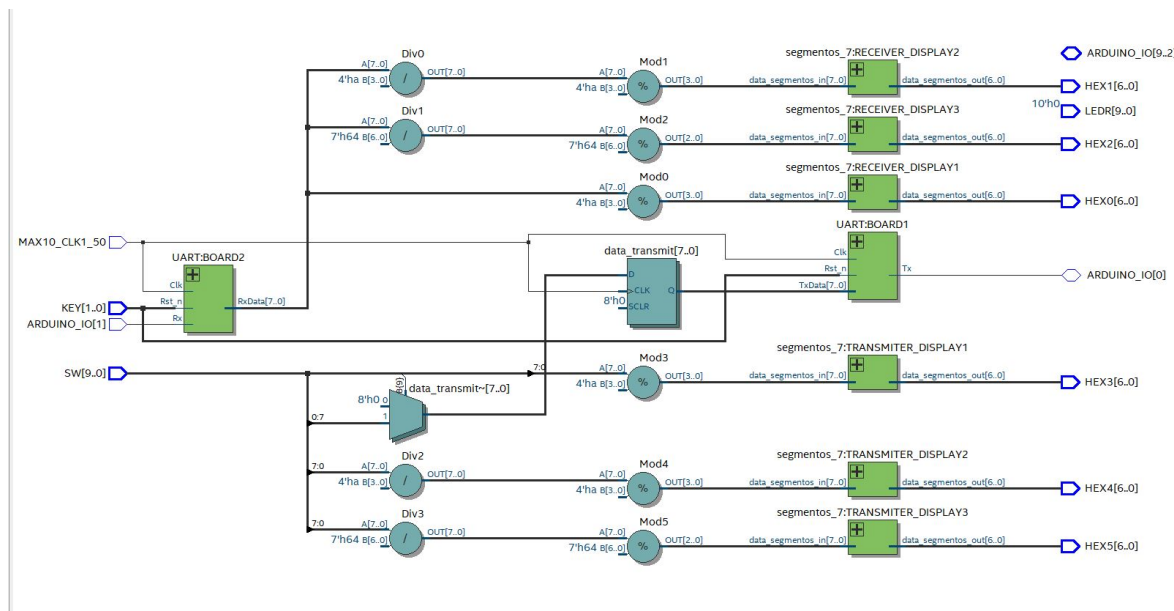 Div0
A[7..0]
4'ha B[3..0]
OUT[7..0]
/
Mod1
A[7..0]
4'ha B[3..0]
OUT[3..0]
%
segmentos_7:RECEIVER_DISPLAY2
data_segmentos_in[7..0]
data_segmentos_out[6..0]
ARDUINO_IO[9..2]
HEX1[6..0]
10'h0
LEDR[9..0]
Div1
A[7..0]
7'h64 B[6..0]
OUT[7..0]
/
Mod2
A[7..0]
7'h64 B[6..0]
OUT[2..0]
%
segmentos_7:RECEIVER_DISPLAY3
data_segmentos_in[7..0]
data_segmentos_out[6..0]
HEX2[6..0]
Mod0
A[7..0]
4'ha B[3..0]
OUT[3..0]
%
segmentos_7:RECEIVER_DISPLAY1
data_segmentos_in[7..0]
data_segmentos_out[6..0]
HEX0[6..0]
MAX10_CLK1_50
KEY[1..0]
ARDUINO_IO[1]
UART:BOARD2
Clk
Rst_n
Rx
RxData[7..0]
data_transmit[7..0]
D
>CLK
8'h0
SCLR
Q
UART:BOARD1
Clk
Rst_n
TxData[7..0]
Tx
ARDUINO_IO[0]
SW[9..0]
7:0
data_transmit~[7..0]
8'h0 0
1
0:7
Mod3
A[7..0]
4'ha B[3..0]
OUT[3..0]
%
segmentos_7:TRANSMITER_DISPLAY1
data_segmentos_in[7..0]
data_segmentos_out[6..0]
HEX3[6..0]
Div2
7:0
A[7..0]
4'ha B[3..0]
OUT[7..0]
/
Mod4
A[7..0]
4'ha B[3..0]
OUT[3..0]
%
segmentos_7:TRANSMITER_DISPLAY2
data_segmentos_in[7..0]
data_segmentos_out[6..0]
HEX4[6..0]
Div3
7:0
A[7..0]
7'h64 B[6..0]
OUT[7..0]
/
Mod5
A[7..0]
7'h64 B[6..0]
OUT[2..0]
%
segmentos_7:TRANSMITER_DISPLAY3
data_segmentos_in[7..0]
data_segmentos_out[6..0]
HEX5[6..0]